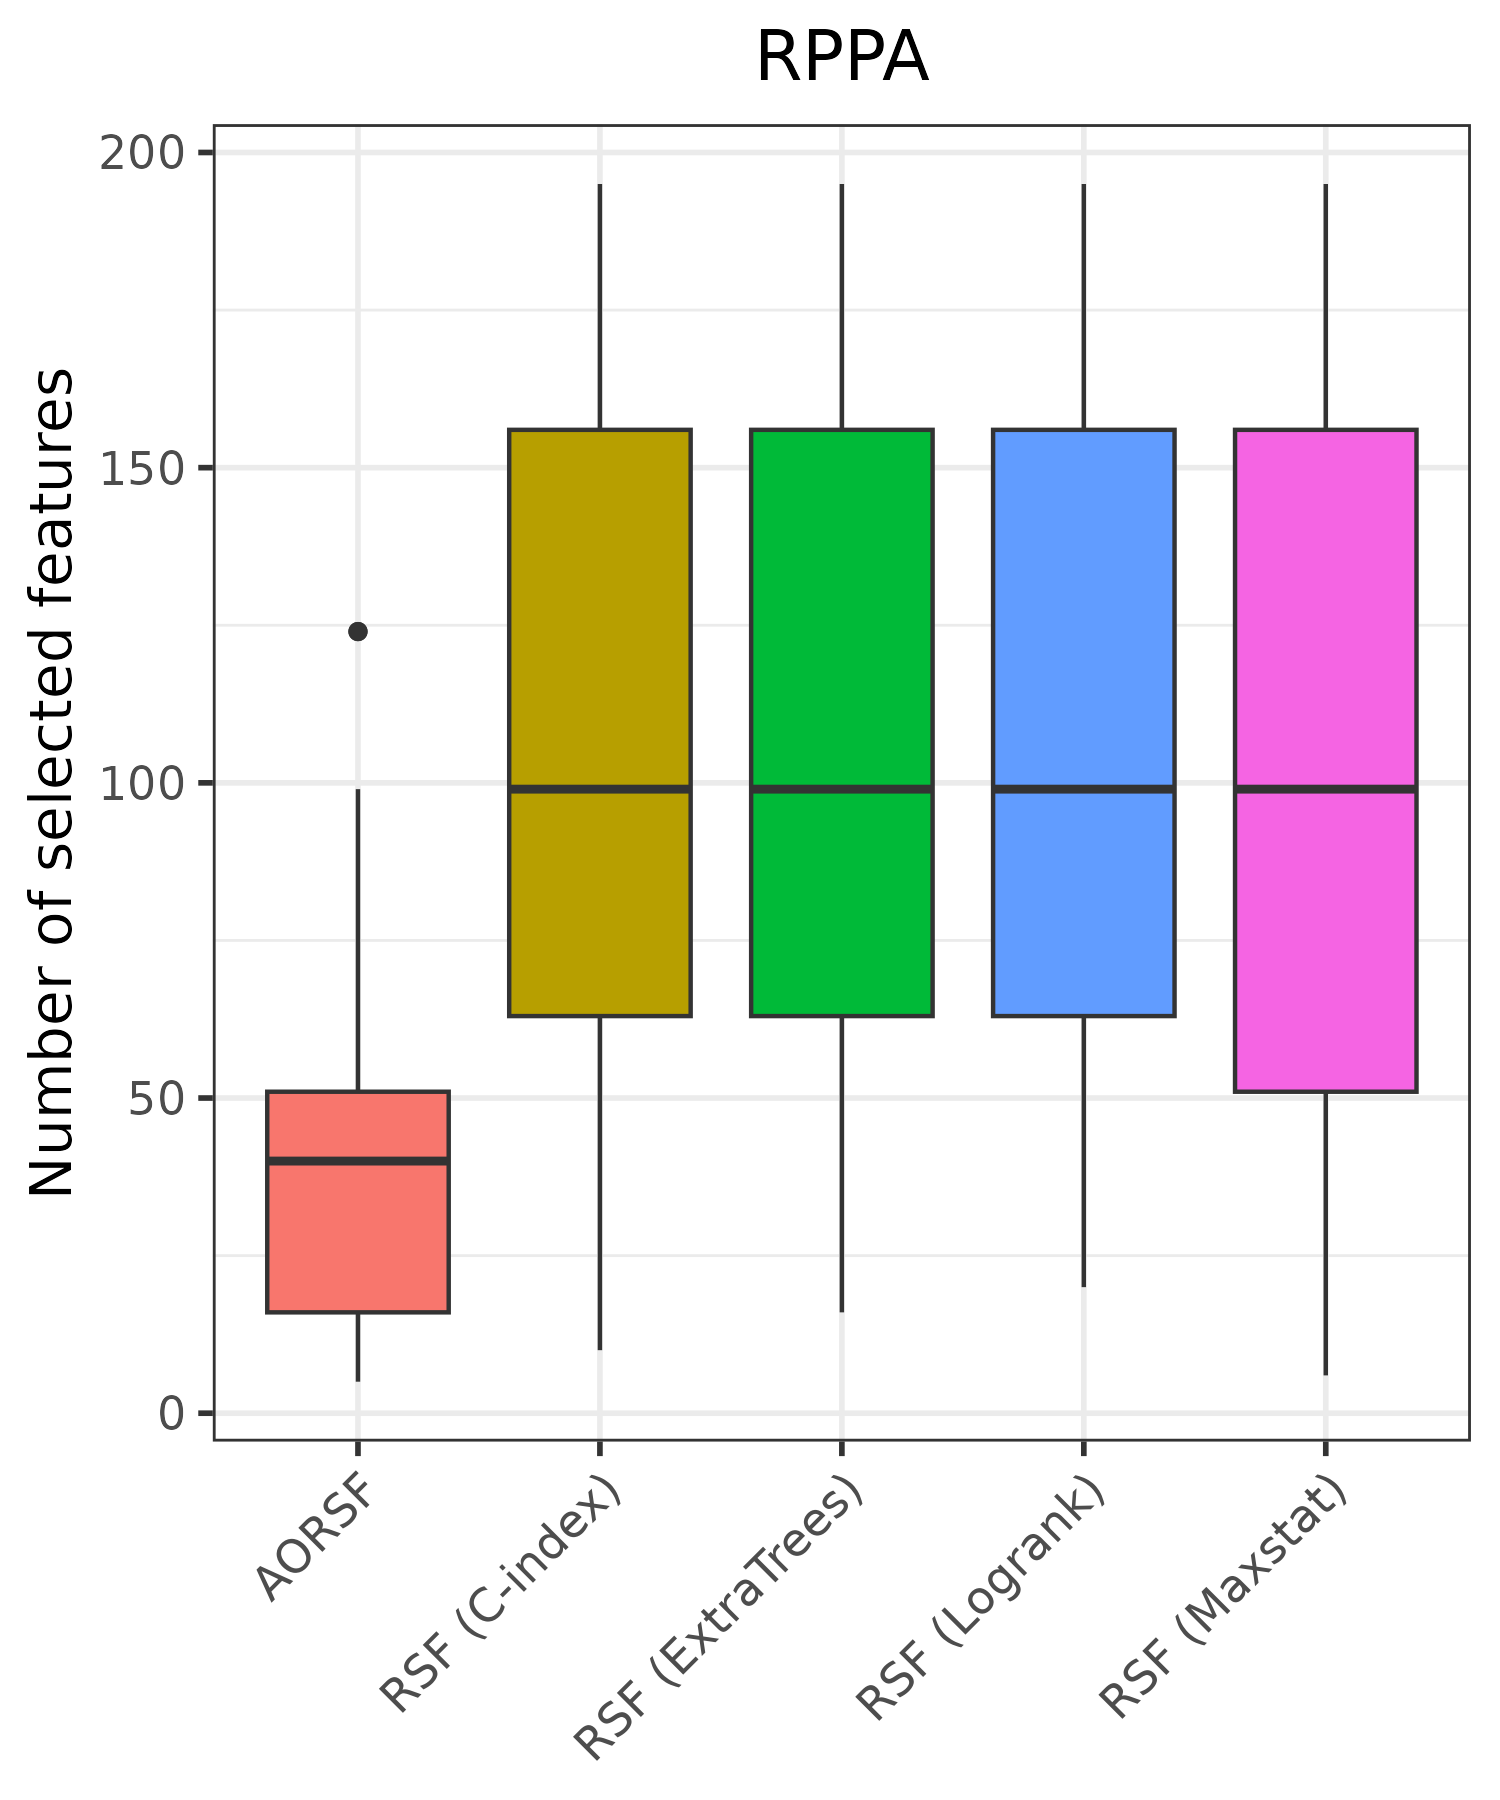 RPPA
Number of selected features
200
150
100
50
0
AORSF
RSF (C-index)
RSF (ExtraTrees)
RSF (Logrank)
RSF (Maxstat)